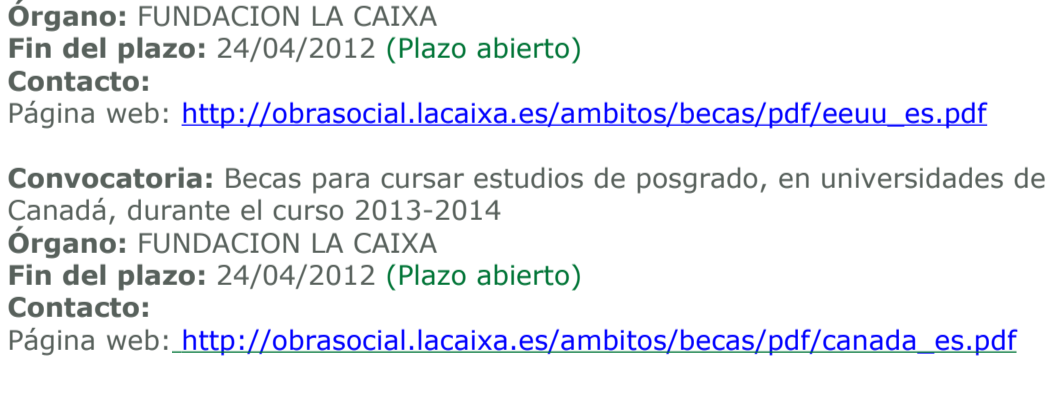 Órgano: FUNDACION LA CAIXA
Fin del plazo: 24/04/2012 (Plazo abierto)
Contacto:
Página web: http://obrasocial.lacaixa.es/ambitos/becas/pdf/eeuu_es.pdf
Convocatoria: Becas para cursar estudios de posgrado, en universidades de
Canadá, durante el curso 2013-2014
Órgano: FUNDACION LA CAIXA
Fin del plazo: 24/04/2012 (Plazo abierto)
Contacto:
Página web: http://obrasocial.lacaixa.es/ambitos/becas/pdf/canada_es.pdf